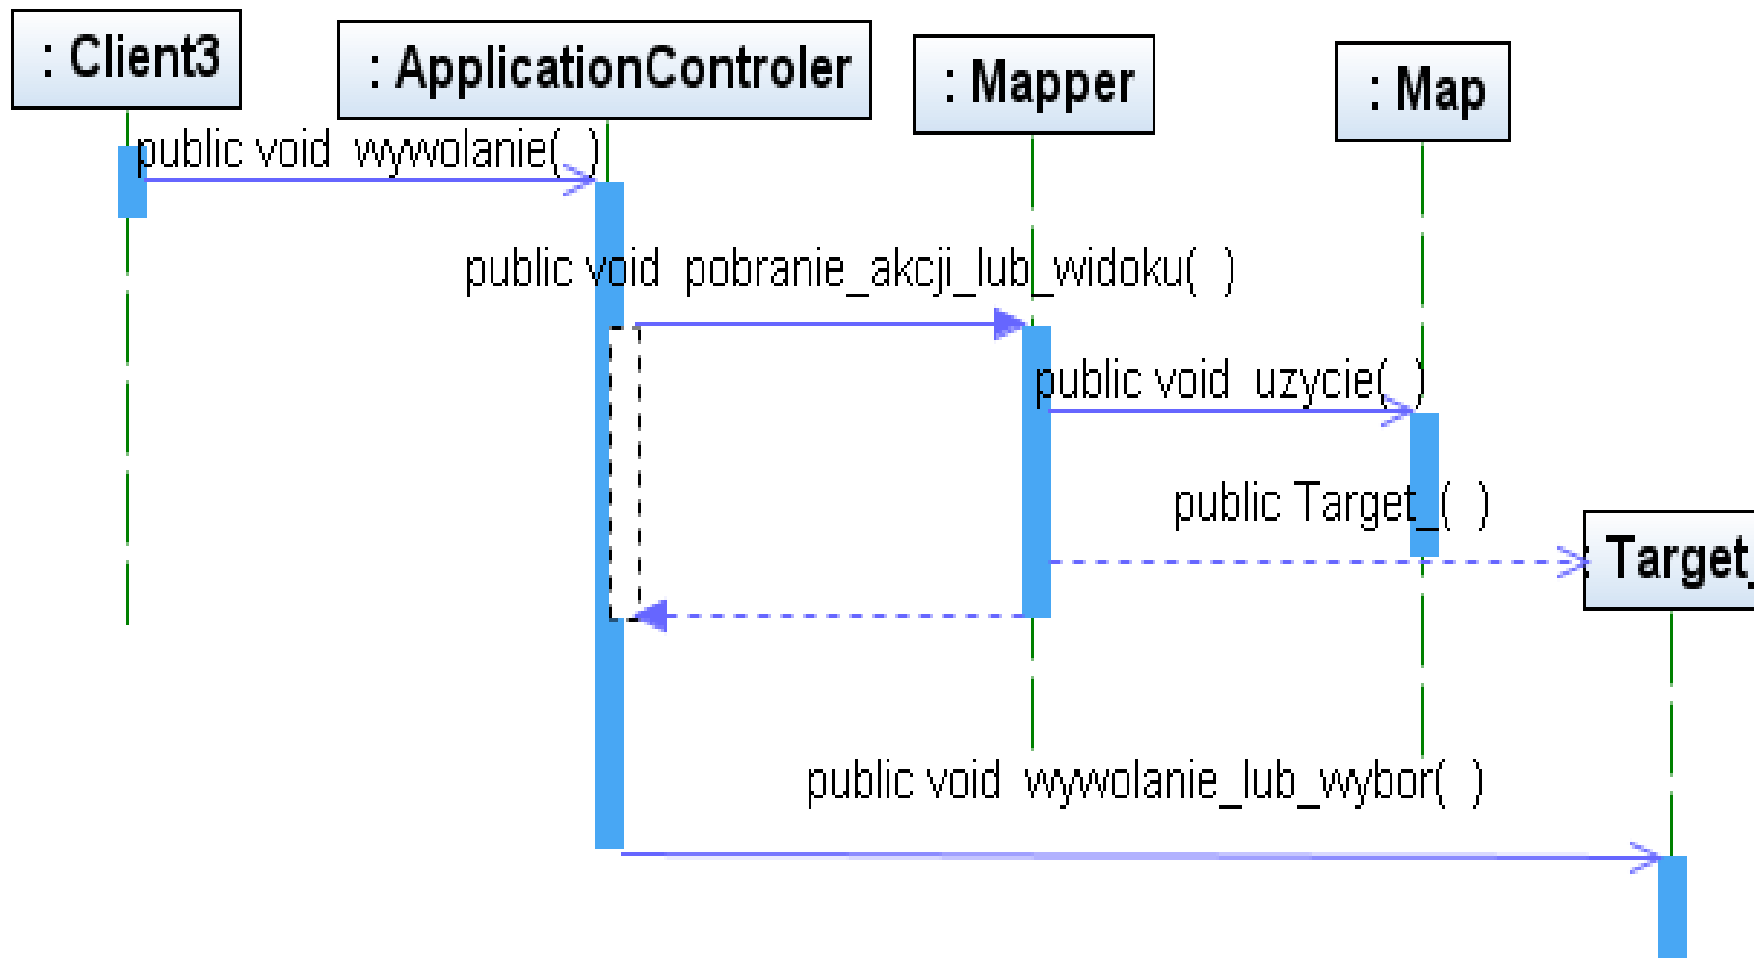 : Client3
: ApplicationControler
: Mapper
: Map
public void wywolanie( )
public void pobranie_akcji_lub_widoku( )
public void uzycie( )
public Target_( )
: Target_
public void wywolanie_lub_wybor( )